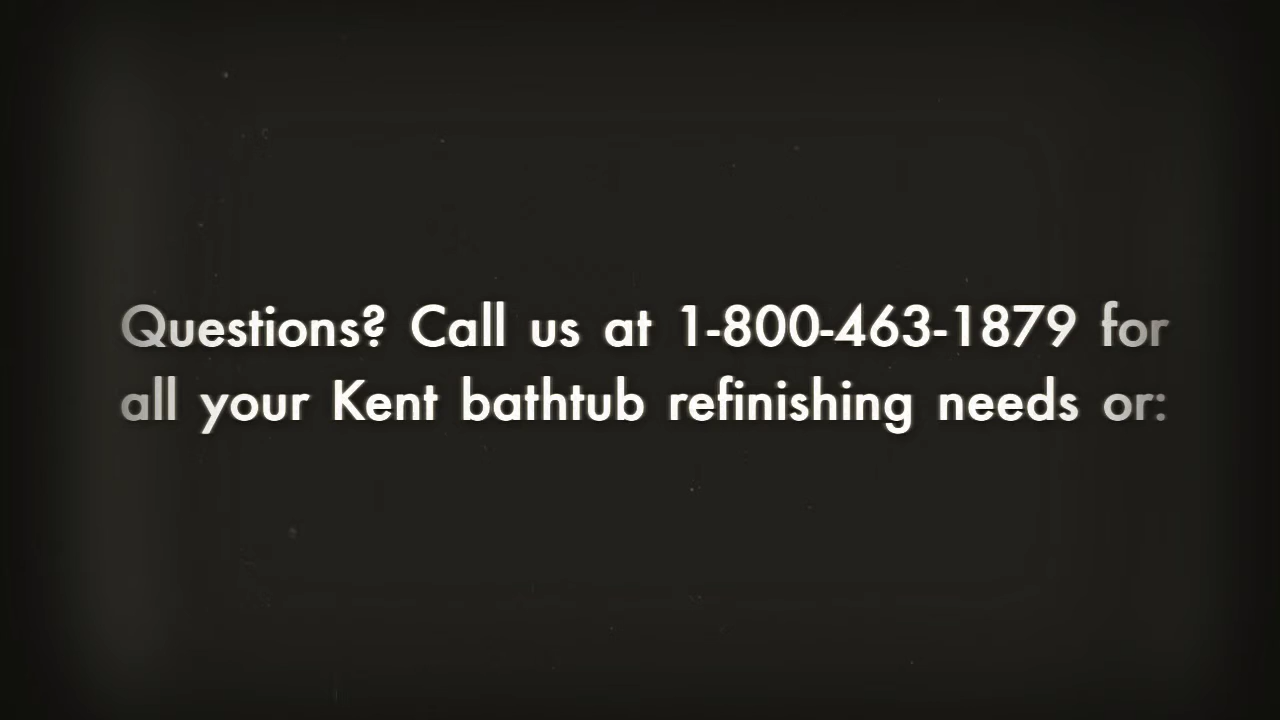 Questions? Call us at 1-800-463-1879 for
all your Kent bathtub refinishing needs or: